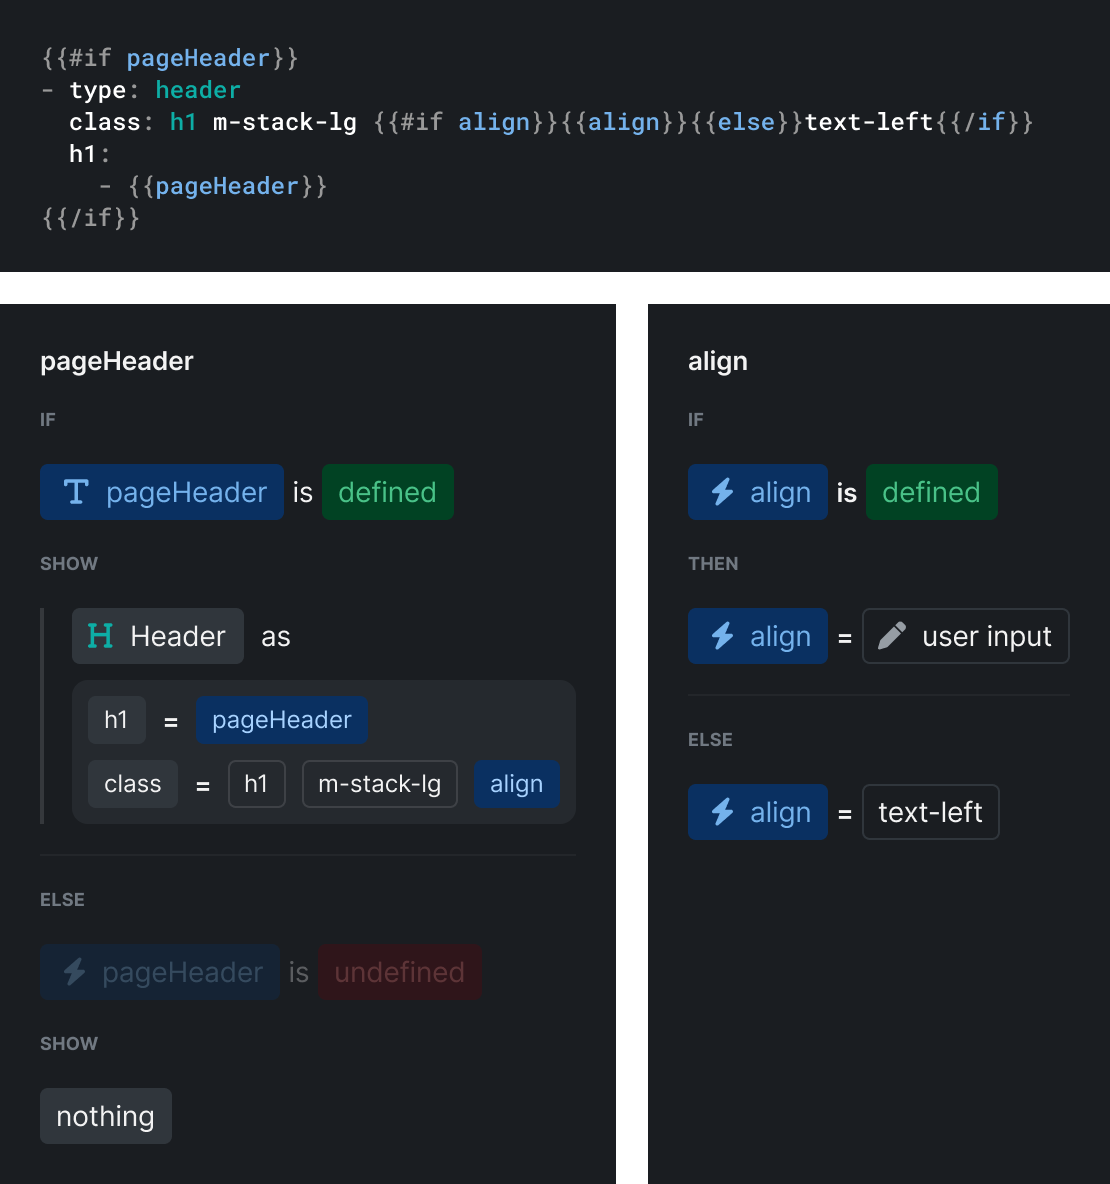 {{#if pageHeader}}
- type: header
class: h1 m-stack-lg {{#if align}}{{align}}{{else}}text-left{{/if}}
h1:
- {{pageHeader}}
{{/if}}
pageHeader
IF
pageHeader is defined
SHOW
H Header as
h1 = pageHeader
class = h1 m-stack-lg align
ELSE
pageHeader is undefined
SHOW
nothing
align
IF
align is defined
THEN
align = user input
ELSE
align = text-left